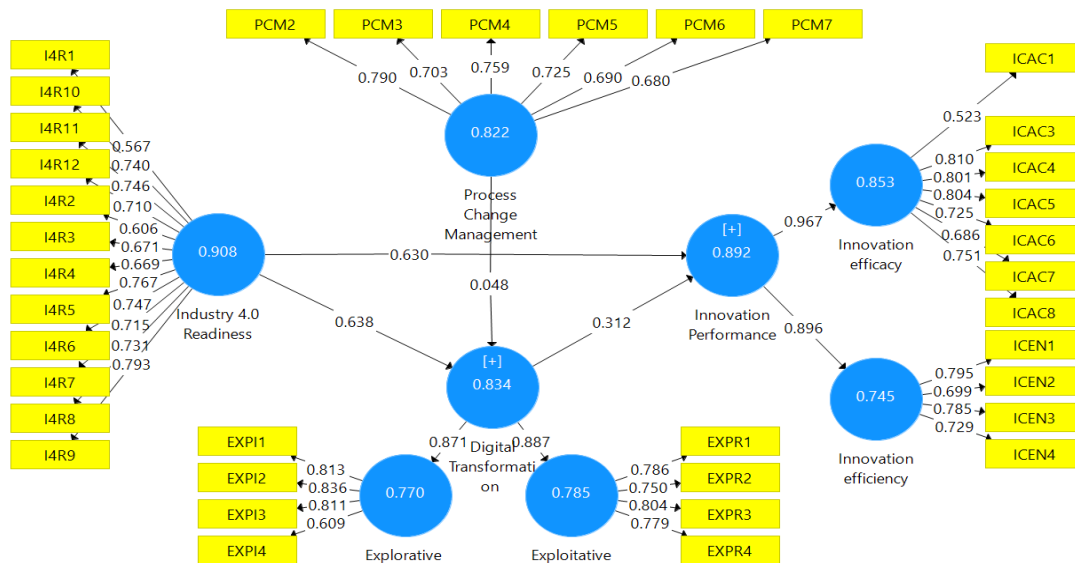 PCM2 PCM3 PCM4 PCM5 PCM6 PCM7
0.790 0.703 0.759 0.725 0.690 0.680
0.822
Process
Change
Management
I4R1
I4R10
I4R11
I4R12
I4R2
I4R3
I4R4
I4R5
I4R6
I4R7
I4R8
I4R9
0.567
0.740
0.746
0.710
0.606
0.671
0.669
0.767
0.747
0.715
0.731
0.793
0.908
Industry 4.0
Readiness
0.630
0.048
0.638
0.312
[+]
0.892
Innovation
Performance
0.967
0.896
0.853
Innovation
efficacy
0.523
0.810
0.801
0.804
0.725
0.686
0.751
ICAC1
ICAC3
ICAC4
ICAC5
ICAC6
ICAC7
ICAC8
0.745
Innovation
efficiency
0.795
0.699
0.785
0.729
ICEN1
ICEN2
ICEN3
ICEN4
[+]
0.834
Digital
Transformati
on
0.871
0.887
EXPI1
EXPI2
EXPI3
EXPI4
0.813
0.836
0.811
0.609
0.770
Explorative
0.785
Exploitative
0.786
0.750
0.804
0.779
EXPR1
EXPR2
EXPR3
EXPR4